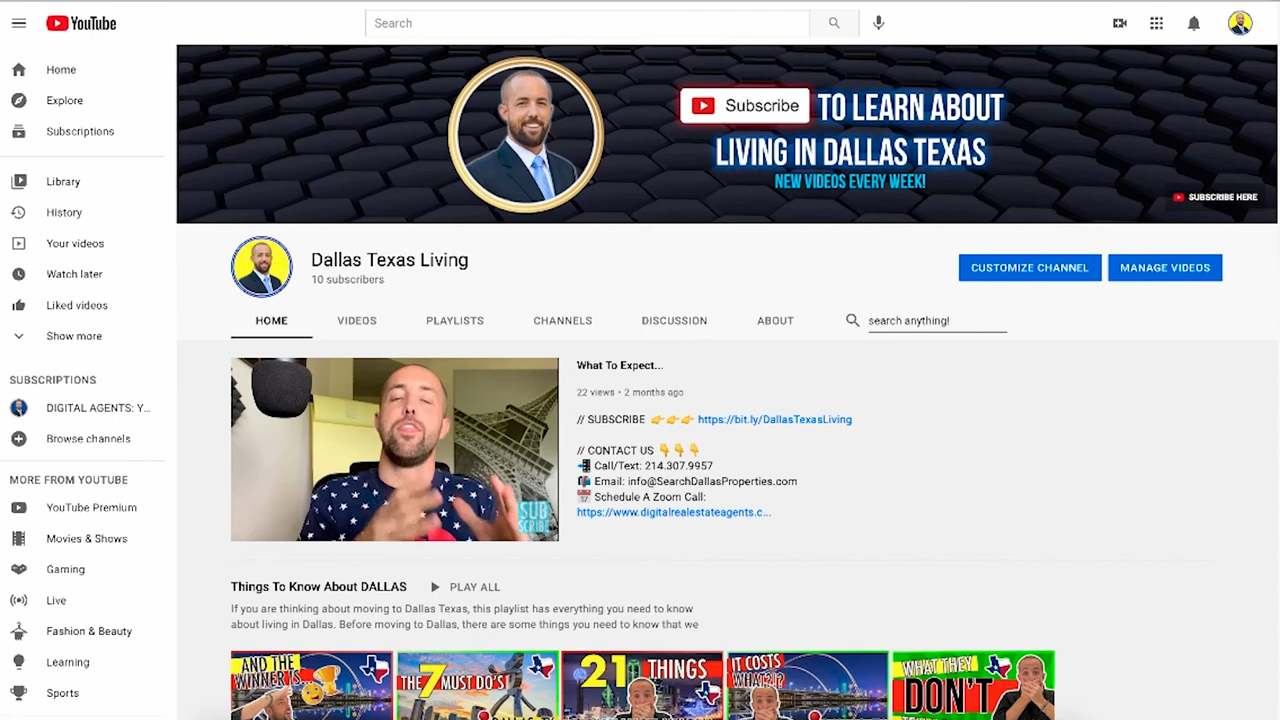 YouTube
Search
Home
Explore
Subscriptions
Library
History
Your videos
Watch later
Liked videos
Show more
SUBSCRIPTIONS
DIGITAL AGENTS: Y...
Browse channels
MORE FROM YOUTUBE
YouTube Premium
Movies & Shows
Gaming
Live
Fashion & Beauty
Learning
Sports
Subscribe TO LEARN ABOUT
LIVING IN DALLAS TEXAS
NEW VIDEOS EVERY WEEK!
SUBSCRIBE HERE
Dallas Texas Living
10 subscribers
CUSTOMIZE CHANNEL
MANAGE VIDEOS
HOME VIDEOS PLAYLISTS CHANNELS DISCUSSION ABOUT search anything!
SUB
SCRIBE
What To Expect...
22 views • 2 months ago
// SUBSCRIBE 👉👉👉 https://bit.ly/DallasTexasLiving
// CONTACT US 👇👇👇
📲 Call/Text: 214.307.9957
📬 Email: info@SearchDallasProperties.com
📅 Schedule A Zoom Call:
https://www.digitalrealestateagents.c...
Things To Know About DALLAS PLAY ALL
If you are thinking about moving to Dallas Texas, this playlist has everything you need to know
about living in Dallas. Before moving to Dallas, there are some things you need to know that we
AND THE
WINNER IS
THE 7 MUST DO'S
21 THINGS
IT COSTS
WHAT?!?
WHAT THEY
DON'T